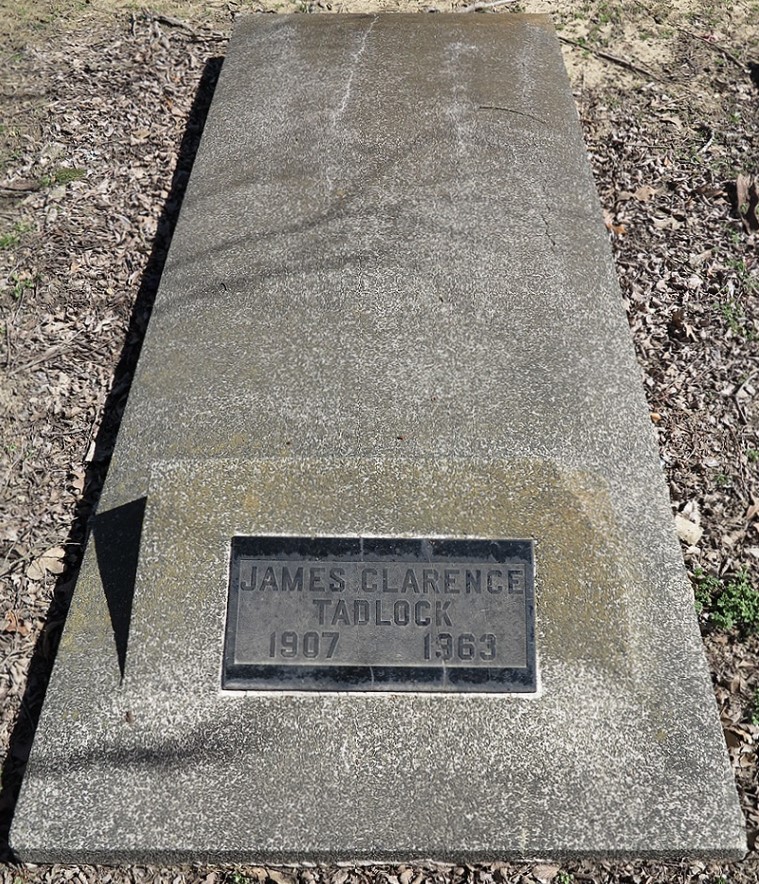 JAMES CLARENCE
TADLOCK
1907 1963